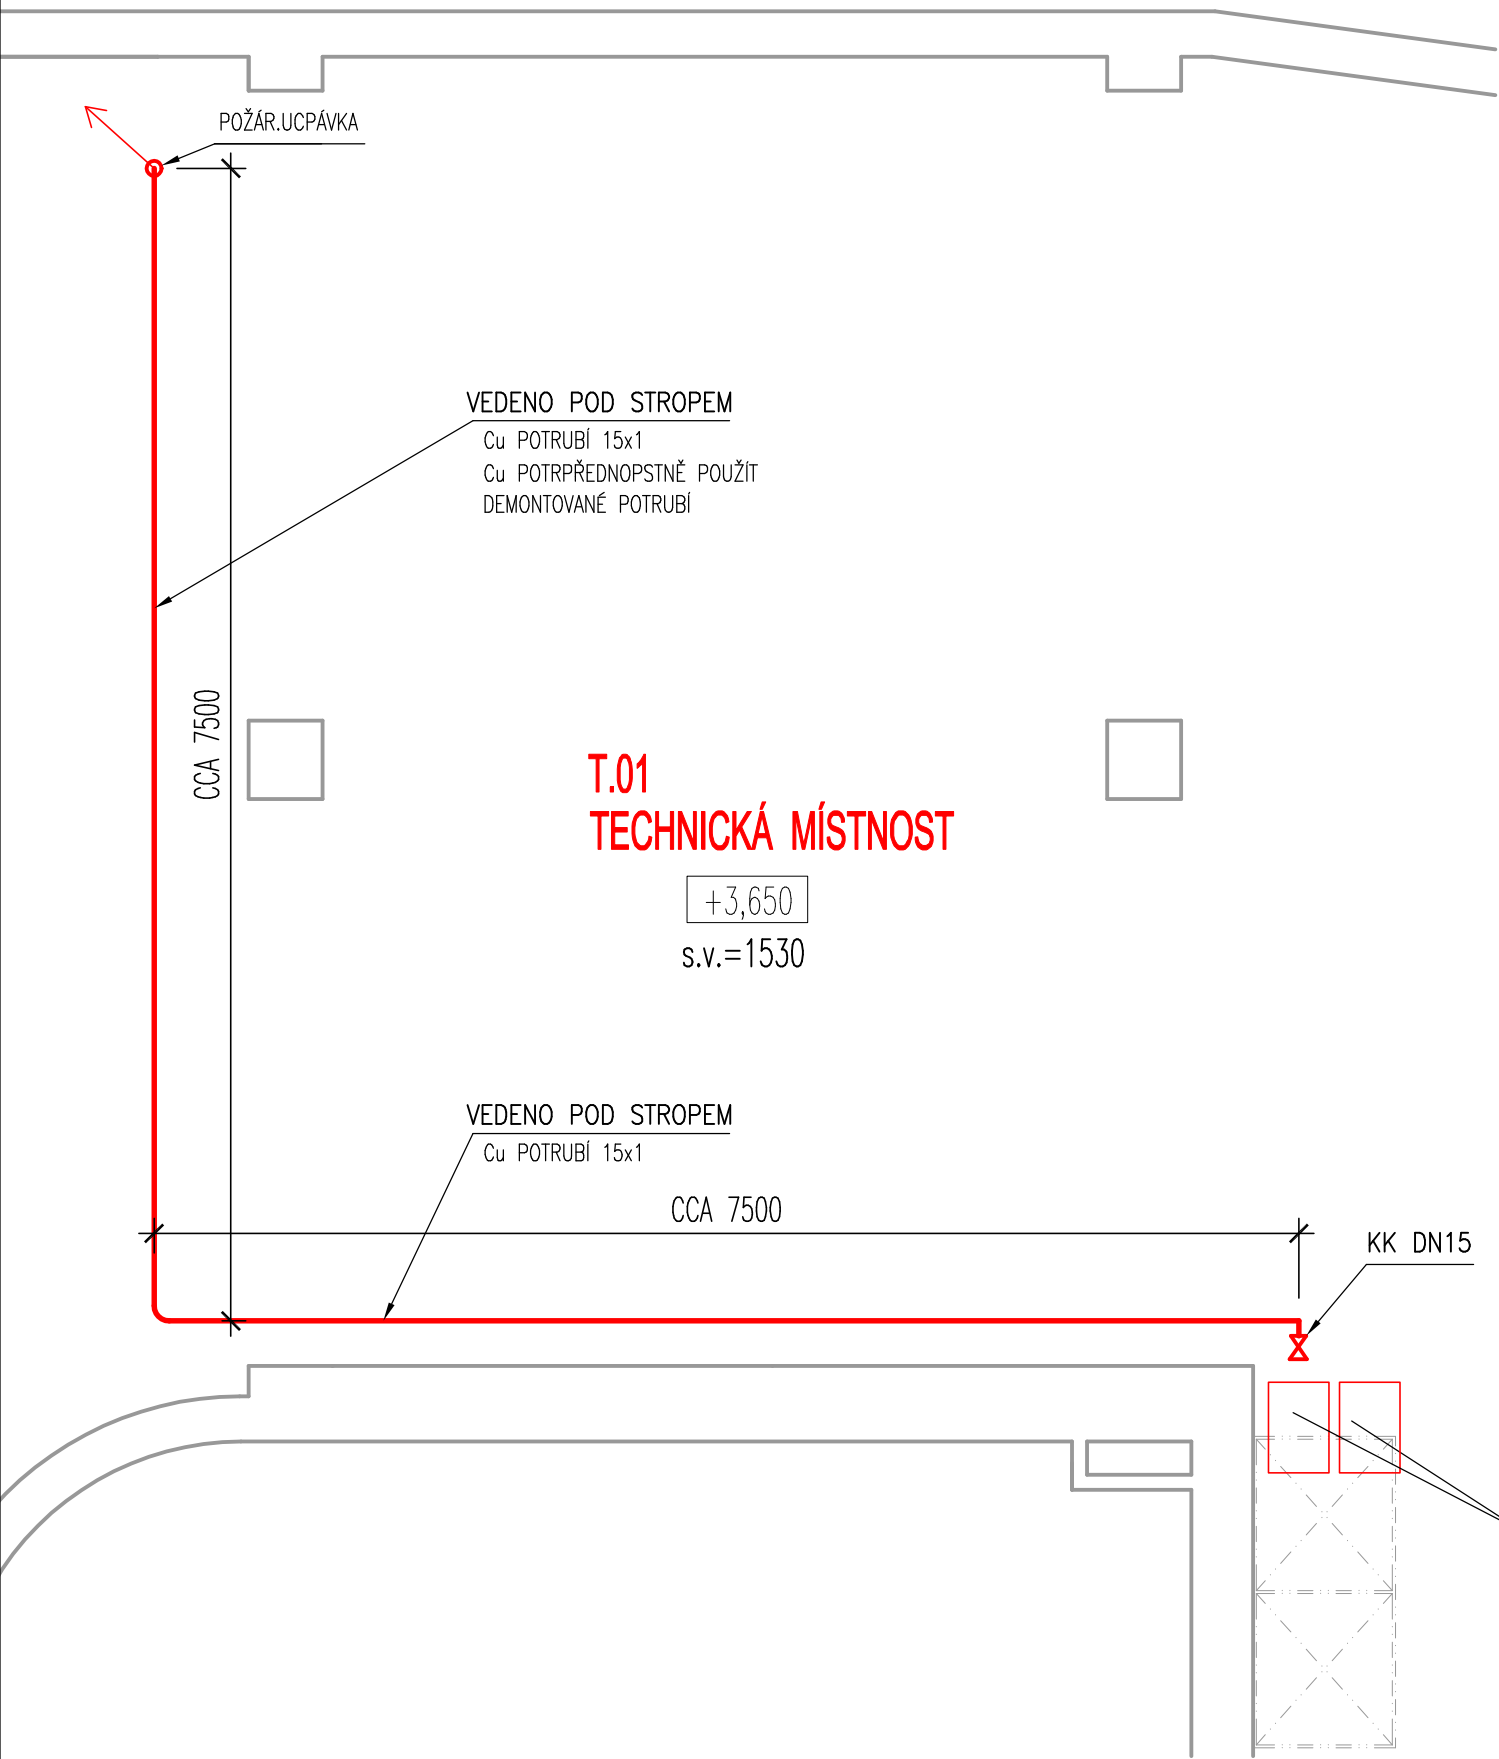 POŽÁR.UCPÁVKA
VEDENO POD STROPEM
Cu POTRUBÍ 15x1
Cu POTRPŘEDNOPSTNĚ POUŽÍT
DEMONTOVANÉ POTRUBÍ
CCA 7500
T.01
TECHNICKÁ MÍSTNOST
+3,650
s.v.=1530
VEDENO POD STROPEM
Cu POTRUBÍ 15x1
CCA 7500
KK DN15